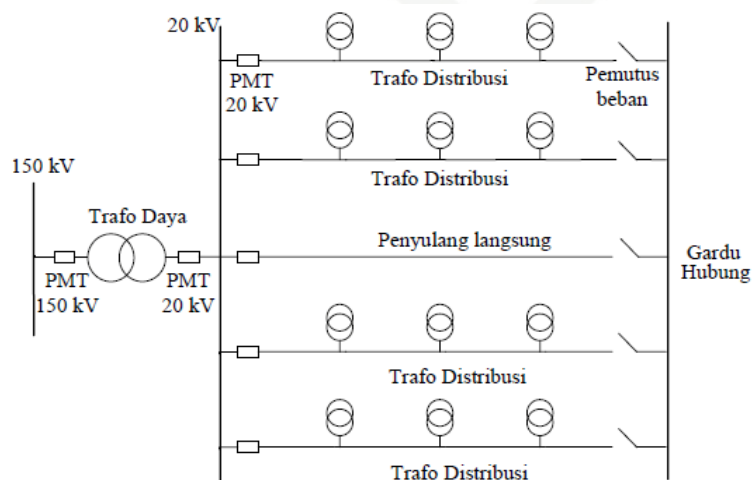 20 kV
PMT
20 kV
Trafo Distribusi
Pemutus
beban
Trafo Distribusi
150 kV
Trafo Daya
PMT
150 kV
PMT
20 kV
Penyulang langsung
Gardu
Hubung
Trafo Distribusi
Trafo Distribusi